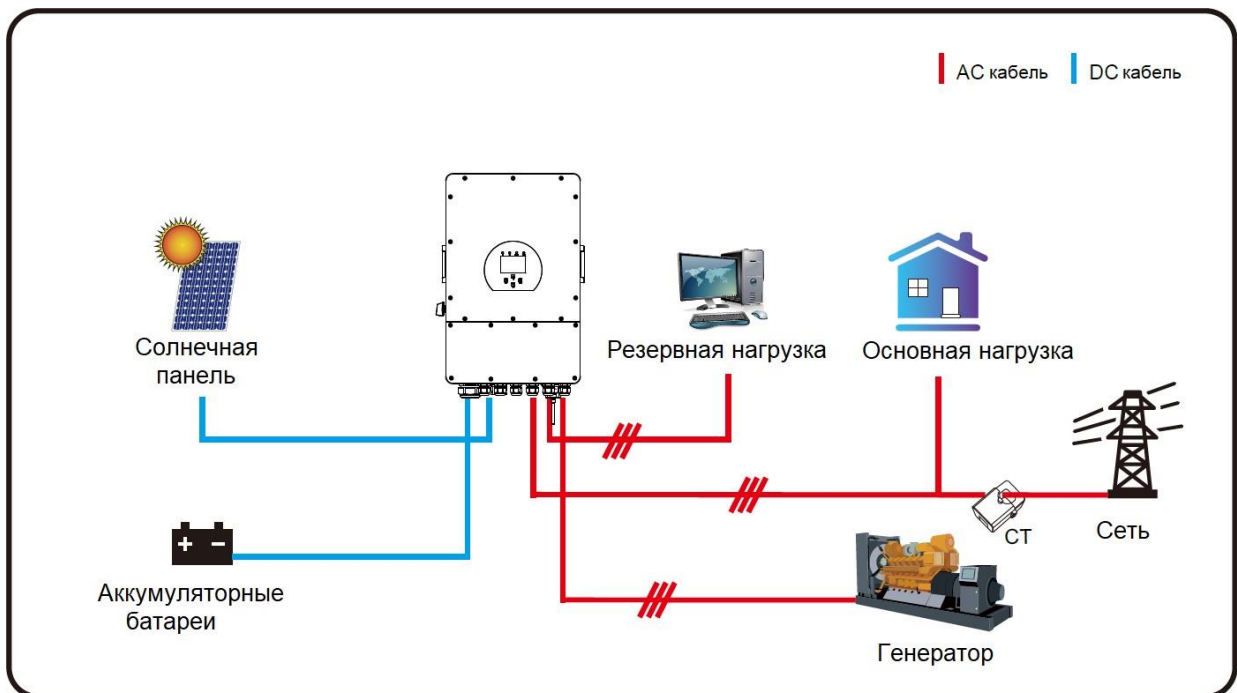 AC кабель
DC кабель
Солнечная
панель
Резервная нагрузка
Основная нагрузка
CT
Сеть
Аккумуляторные
батареи
Генератор